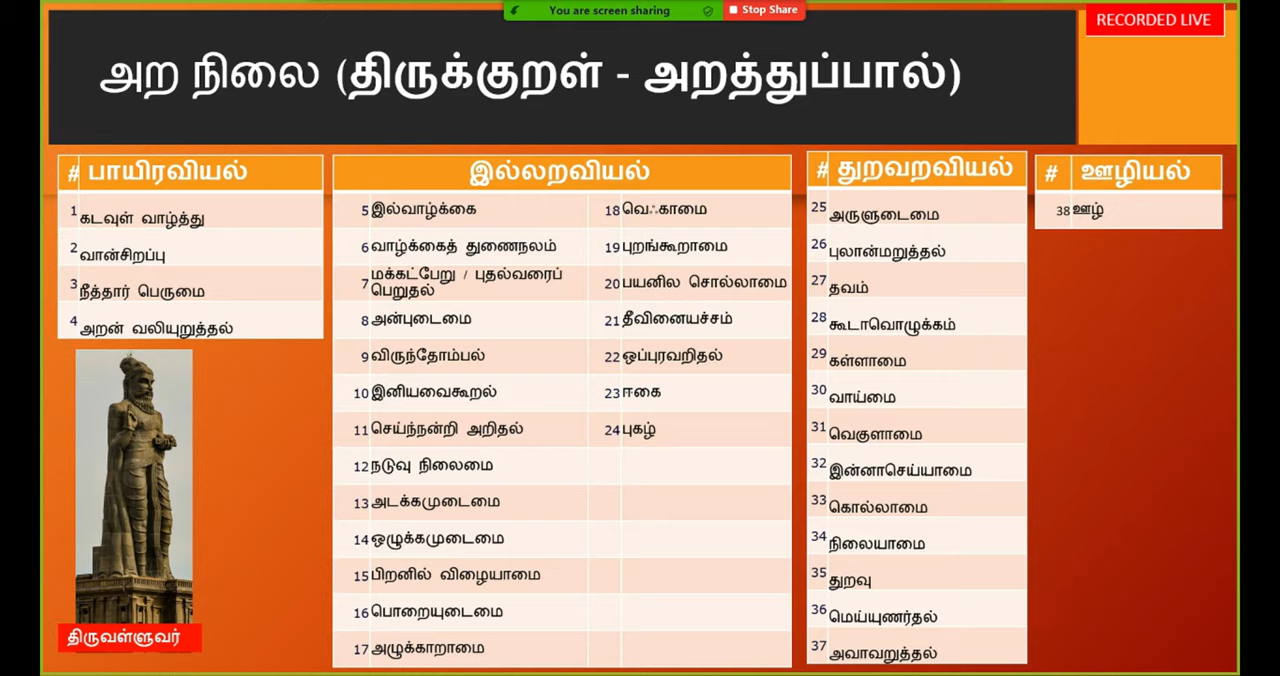 You are screen sharing
Stop Share
RECORDED LIVE
அற நிலை (திருக்குறள் - அறத்துப்பால்)
# பாயிரவியல்
1 கடவுள் வாழ்த்து
2 வான்சிறப்பு
3 நீத்தார் பெருமை
4 அறன் வலியுறுத்தல்
திருவள்ளுவர்
இல்லறவியல்
5 இல்வாழ்க்கை
6 வாழ்க்கைத் துணைநலம்
7 மக்கட்பேறு / புதல்வரைப்
பெறுதல்
8 அன்புடைமை
9 விருந்தோம்பல்
10 இனியவைகூறல்
11 செய்ந்நன்றி அறிதல்
12 நடுவு நிலைமை
13 அடக்கமுடைமை
14 ஒழுக்கமுடைமை
15 பிறனில் விழையாமை
16 பொறையுடைமை
17 அழுக்காறாமை
18 வெஃகாமை
19 புறங்கூறாமை
20 பயனில சொல்லாமை
21 தீவினையச்சம்
22 ஒப்புரவறிதல்
23 ஈகை
24 புகழ்
# துறவறவியல்
25 அருளுடைமை
26 புலான்மறுத்தல்
27 தவம்
28 கூடாவொழுக்கம்
29 கள்ளாமை
30 வாய்மை
31 வெகுளாமை
32 இன்னாசெய்யாமை
33 கொல்லாமை
34 நிலையாமை
35 துறவு
36 மெய்யுணர்தல்
37 அவாவறுத்தல்
# ஊழியல்
38 ஊழ்